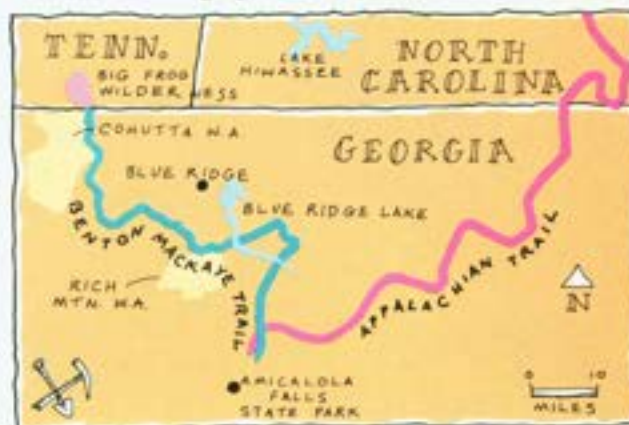 TENN.
BIG FROG
WILDERNESS
LAKE
HIWASSEE
NORTH
CAROLINA
COHUTTA W.A
GEORGIA
BLUE RIDGE
BLUE RIDGE LAKE
BENTON MACKAYE TRAIL
RICH
MTN. W.A.
APPALACHIAN TRAIL
N
AMICALOLA
FALLS
STATE PARK
0 10
MILES